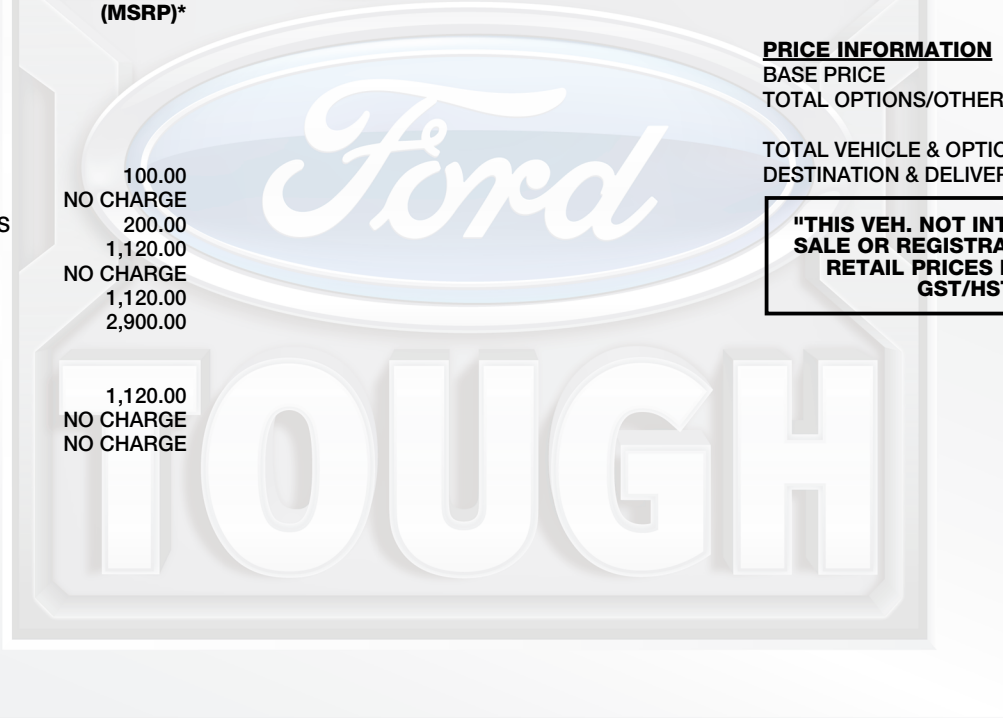 (MSRP)*
100.00
NO CHARGE
S 200.00
1,120.00
NO CHARGE
1,120.00
2,900.00
1,120.00
NO CHARGE
NO CHARGE
Ford
TOUGH
PRICE INFORMATION
BASE PRICE
TOTAL OPTIONS/OTHER
TOTAL VEHICLE & OPTIO
DESTINATION & DELIVER
"THIS VEH. NOT INT
SALE OR REGISTRA
RETAIL PRICES
GST/HST